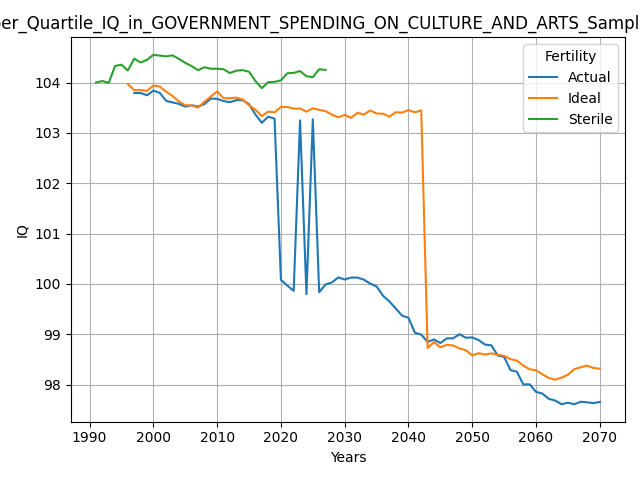 per_Quartile_IQ_in_GOVERNMENT_SPENDING_ON_CULTURE_AND_ARTS_Sampl
Fertility
Actual
Ideal
Sterile
104
103
102
101
100
99
98
IQ
1990 2000 2010 2020 2030 2040 2050 2060 2070
Years